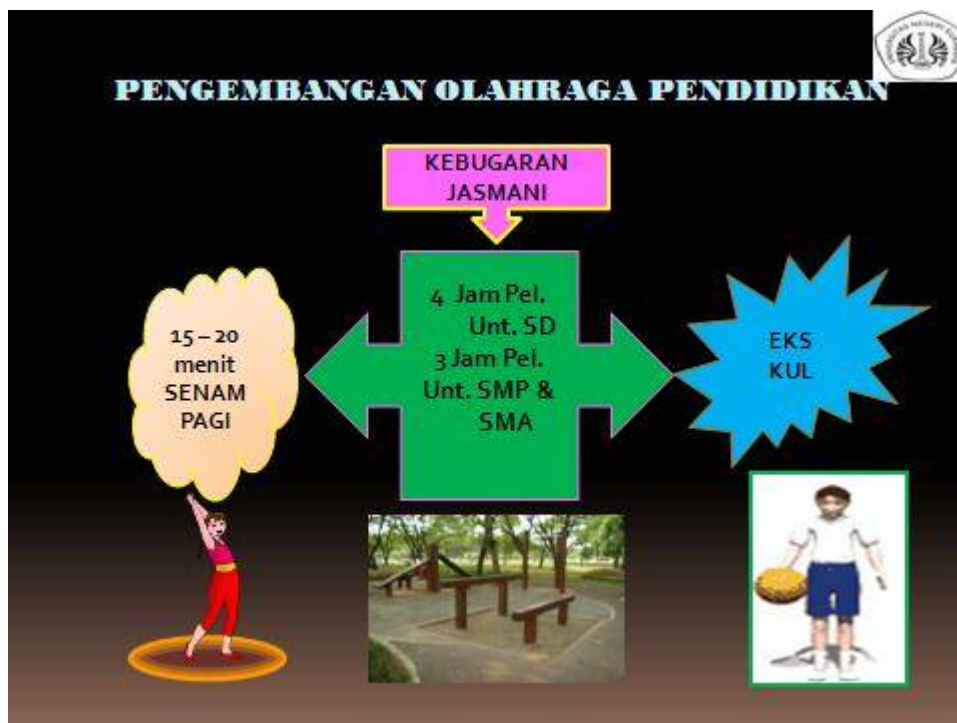 PENGEMBANGAN OLAHRAGA PENDIDIKAN
KEBUGARAN
JASMANI
15 – 20
menit
SENAM
PAGI
4 Jam Pel.
Unt. SD
3 Jam Pel.
Unt. SMP &
SMA
EKS
KUL